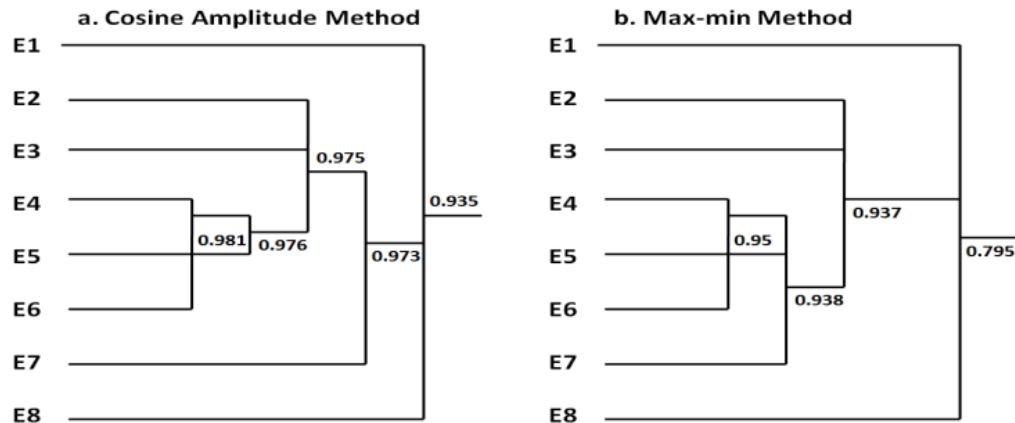 a. Cosine Amplitude Method
E1
E2
E3
E4
E5
E6
E7
E8
0.981
0.976
0.975
0.973
0.935
b. Max-min Method
E1
E2
E3
E4
E5
E6
E7
E8
0.95
0.938
0.937
0.795